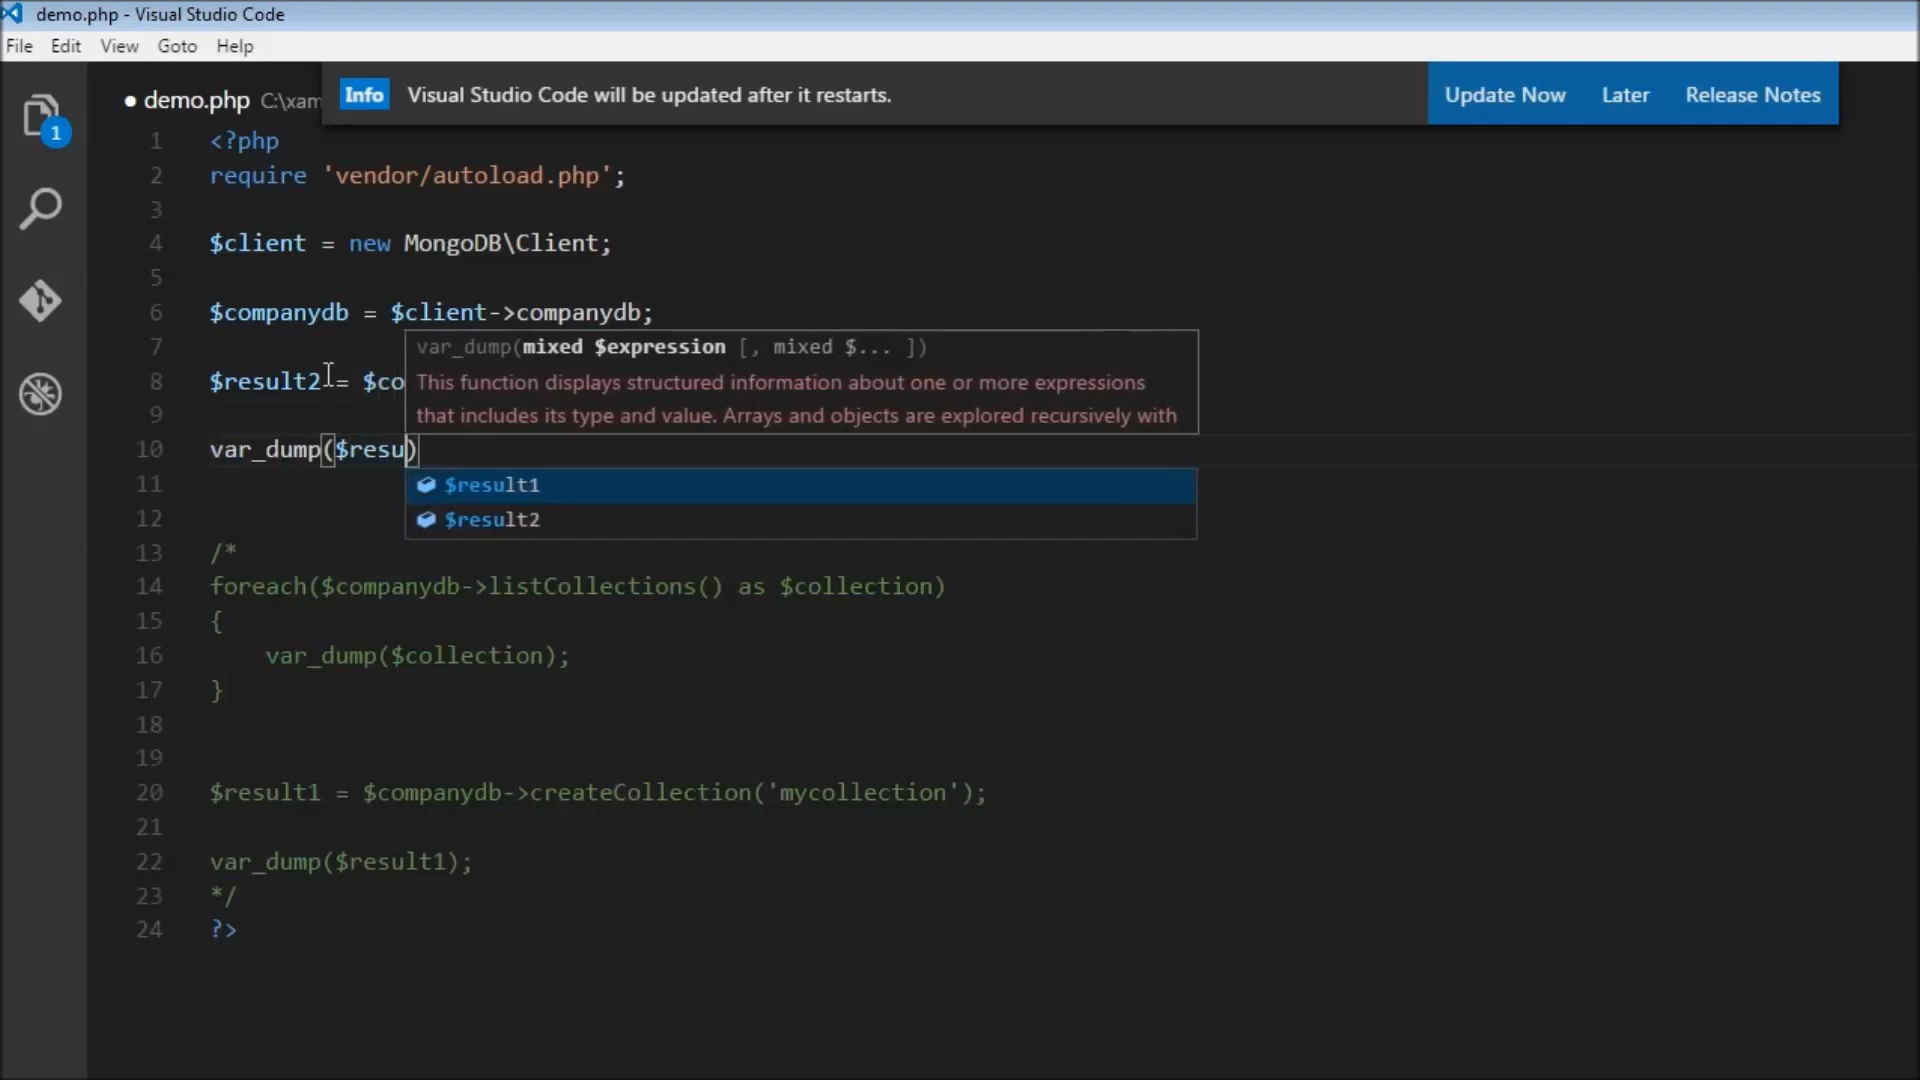 demo.php - Visual Studio Code
File Edit View Goto Help
demo.php C:\xam
Info Visual Studio Code will be updated after it restarts. Update Now Later Release Notes
1
1 <?php
2 require 'vendor/autoload.php';
3
4 $client = new MongoDB\Client;
5
6 $companydb = $client->companydb;
7
var_dump(mixed $expression [, mixed $... ])
8 $result2 = $co
This function displays structured information about one or more expressions
9
that includes its type and value. Arrays and objects are explored recursively with
10 var_dump($resu)
11
$result1
12
$result2
13 /*
14 foreach($companydb->listCollections() as $collection)
15 {
16 var_dump($collection);
17 }
18
19
20 $result1 = $companydb->createCollection('mycollection');
21
22 var_dump($result1);
23 */
24 ?>